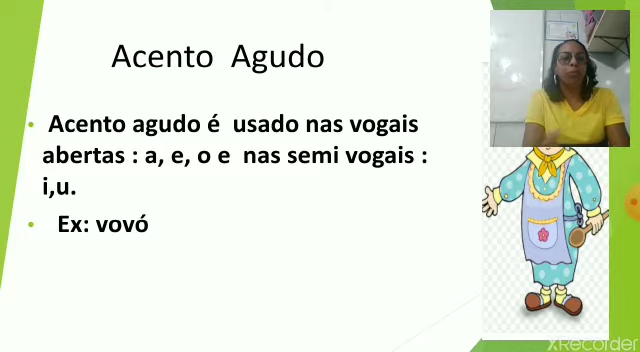 Acento Agudo
• Acento agudo é usado nas vogais
abertas : a, e, o e nas semi vogais :
i,u.
• Ex: vovó
XRecorder